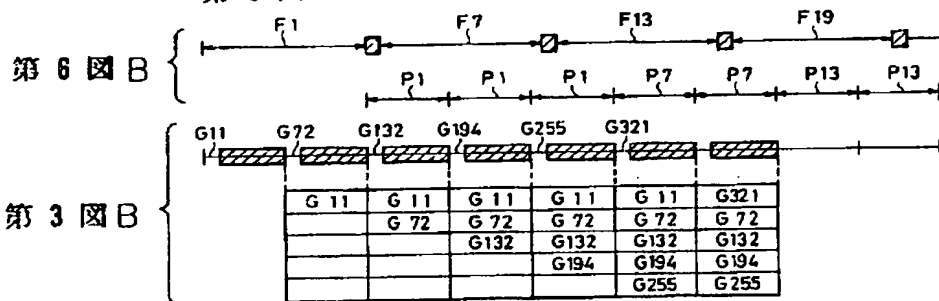 F1 F7 F13 F19
第6図B
P1 P1 P1 P7 P7 P13 P13
G11 G72 G132 G194 G255 G321
第3図B
G 11 G 11 G 11 G 11 G 11 G321
G 72 G 72 G 72 G 72 G 72
G132 G132 G132 G132
G194 G194 G194
G255 G255